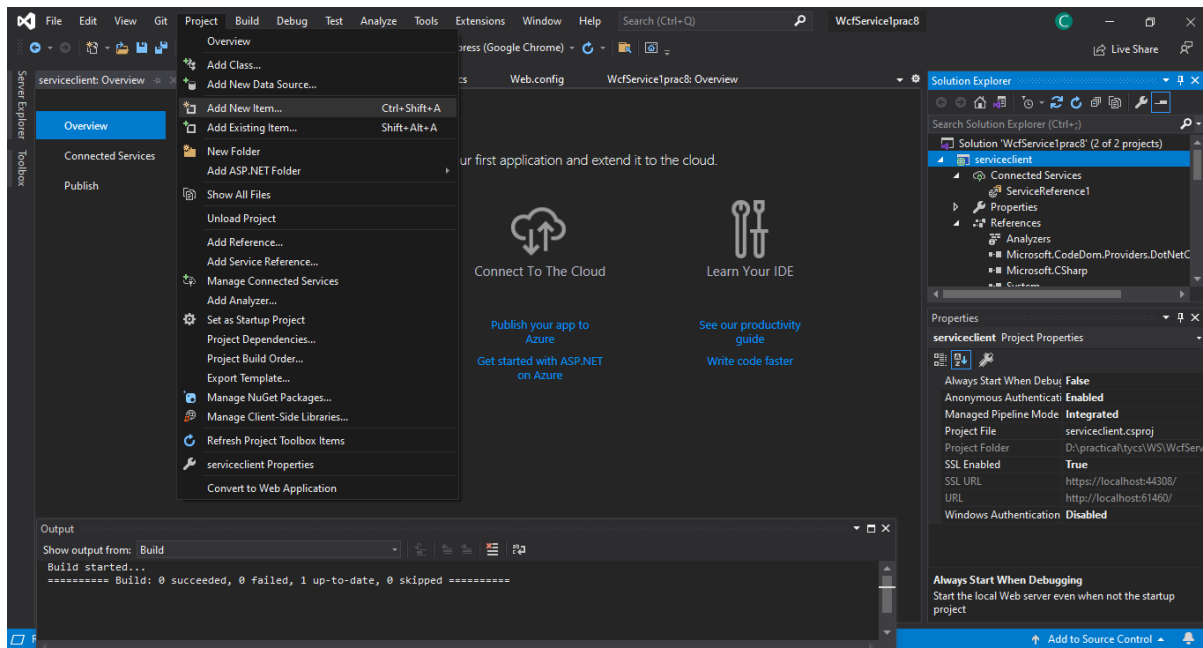 File Edit View Git Project Build Debug Test Analyze Tools Extensions Window Help Search (Ctrl+Q) WcfService1prac8 C
press (Google Chrome) Live Share
Server Explorer
Toolbox
serviceclient: Overview
Overview
Connected Services
Publish
Overview
Add Class...
Add New Data Source...
Add New Item... Ctrl+Shift+A
Add Existing Item... Shift+Alt+A
New Folder
Add ASP.NET Folder
Show All Files
Unload Project
Add Reference...
Add Service Reference...
Manage Connected Services
Add Analyzer...
Set as Startup Project
Project Dependencies...
Project Build Order...
Export Template...
Manage NuGet Packages...
Manage Client-Side Libraries...
Refresh Project Toolbox Items
serviceclient Properties
Convert to Web Application
cs Web.config WcfService1prac8: Overview
ur first application and extend it to the cloud.
Connect To The Cloud
Publish your app to
Azure
Get started with ASP.NET
on Azure
Learn Your IDE
See our productivity
guide
Write code faster
Solution Explorer
Search Solution Explorer (Ctrl+;)
Solution 'WcfService1prac8' (2 of 2 projects)
serviceclient
Connected Services
ServiceReference1
Properties
References
Analyzers
Microsoft.CodeDom.Providers.DotNetC
Microsoft.CSharp
System
Properties
serviceclient Project Properties
Always Start When Debug False
Anonymous Authenticati Enabled
Managed Pipeline Mode Integrated
Project File serviceclient.csproj
Project Folder D:\practical\tycs\WS\WcfServ
SSL Enabled True
SSL URL https://localhost:44308/
URL http://localhost:61460/
Windows Authentication Disabled
Always Start When Debugging
Start the local Web server even when not the startup
project
Output
Show output from: Build
Build started...
========== Build: 0 succeeded, 0 failed, 1 up-to-date, 0 skipped ==========
Add to Source Control